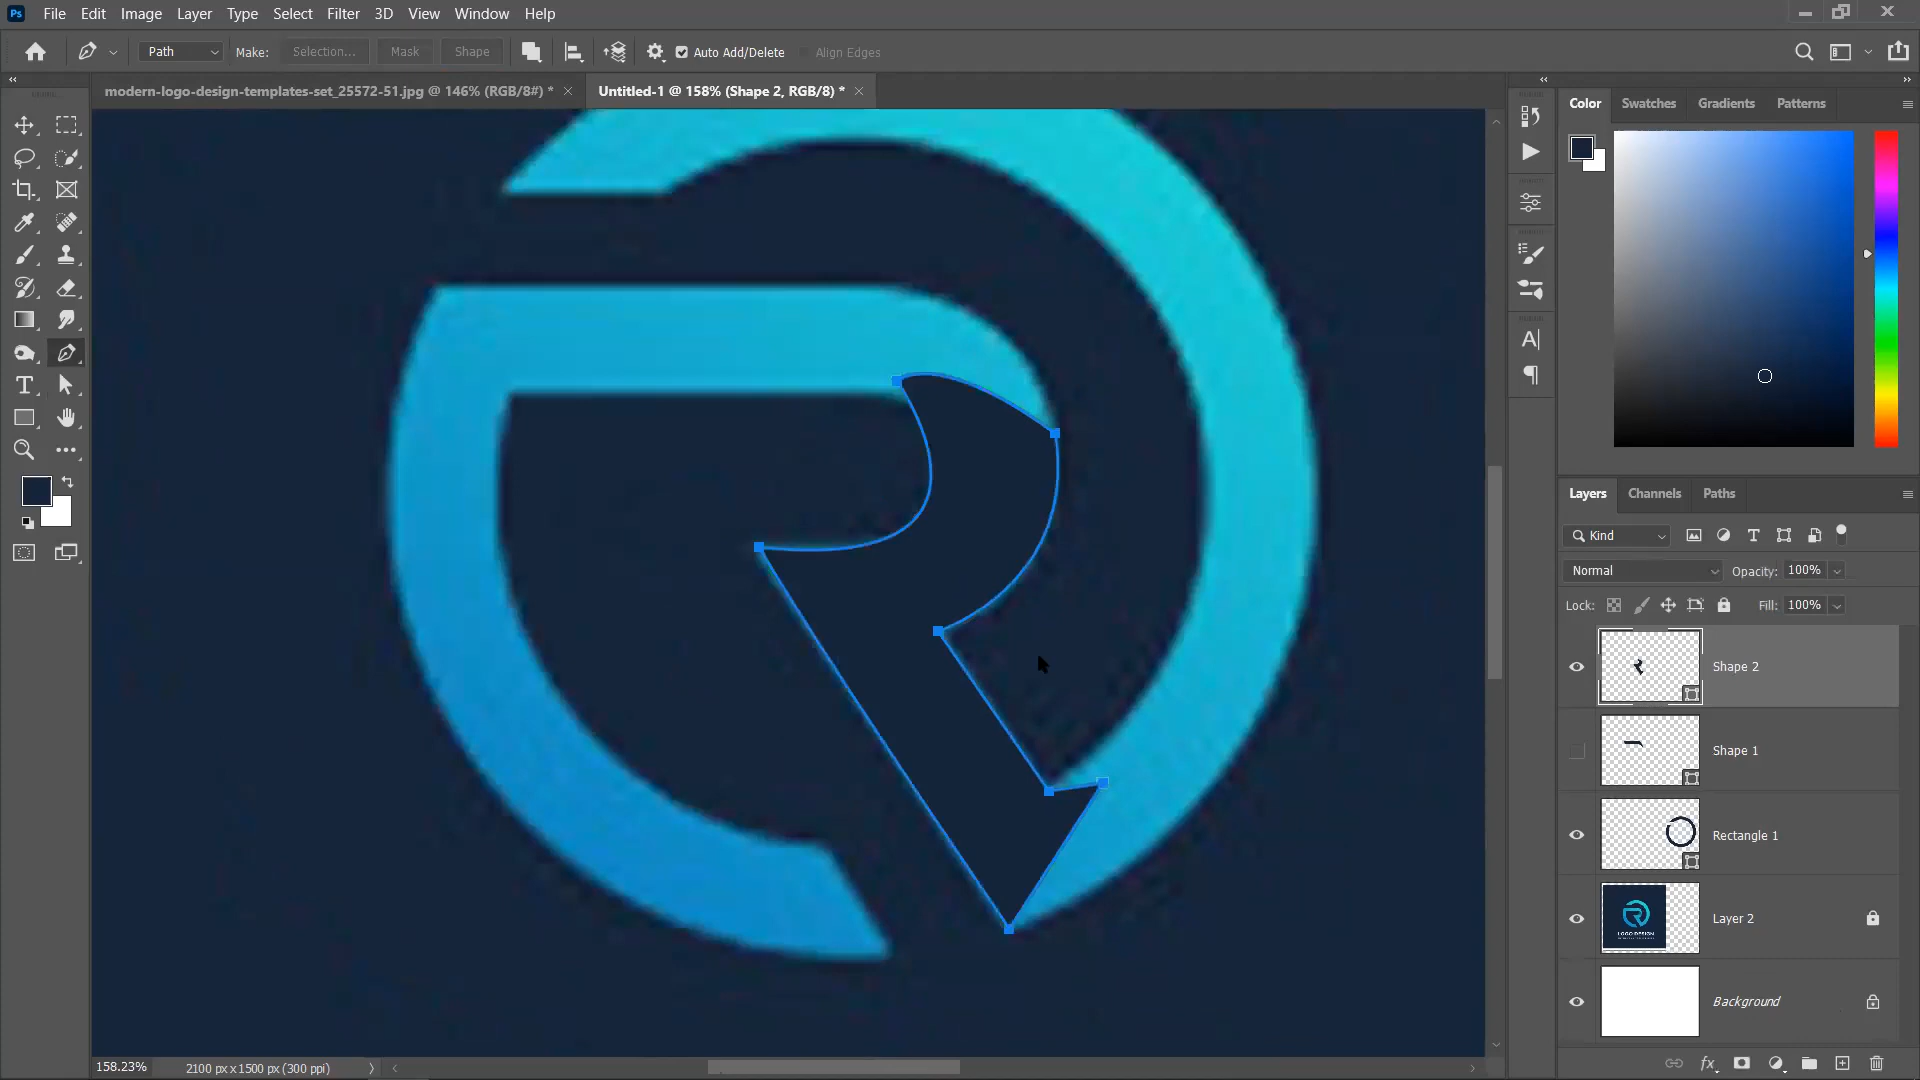 Ps File Edit Image Layer Type Select Filter 3D View Window Help
Path Make: Selection... Mask Shape Auto Add/Delete Align Edges
modern-logo-design-templates-set_25572-51.jpg @ 146% (RGB/8#) * Untitled-1 @ 158% (Shape 2, RGB/8) *
Color Swatches Gradients Patterns
Layers Channels Paths
Kind
Normal Opacity: 100%
Lock: Fill: 100%
Shape 2
Shape 1
Rectangle 1
LOGO DESIGN
Layer 2
Background
158.23% 2100 px x 1500 px (300 ppi)